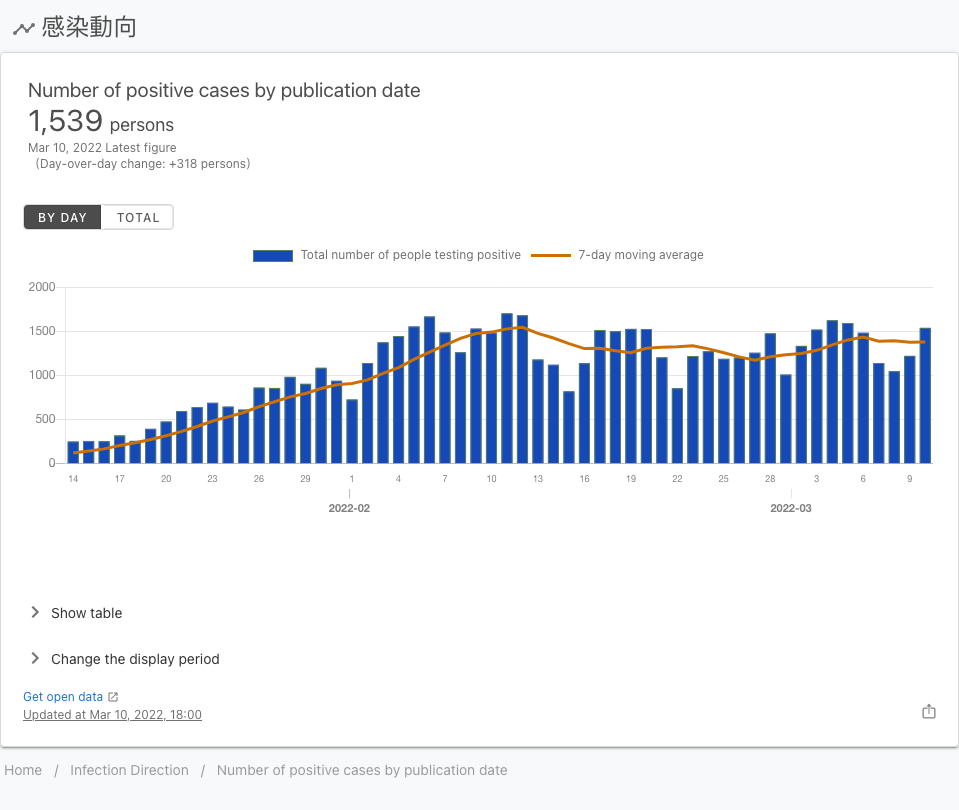 感染動向
Number of positive cases by publication date
1,539 persons
Mar 10, 2022 Latest figure
(Day-over-day change: +318 persons)
BY DAY TOTAL
Total number of people testing positive 7-day moving average
2000
1500
1000
500
0
14 17 20 23 26 29 1 4 7 10 13 16 19 22 25 28 3 6 9
2022-02 2022-03
Show table
Change the display period
Get open data
Updated at Mar 10, 2022, 18:00
Home / Infection Direction / Number of positive cases by publication date